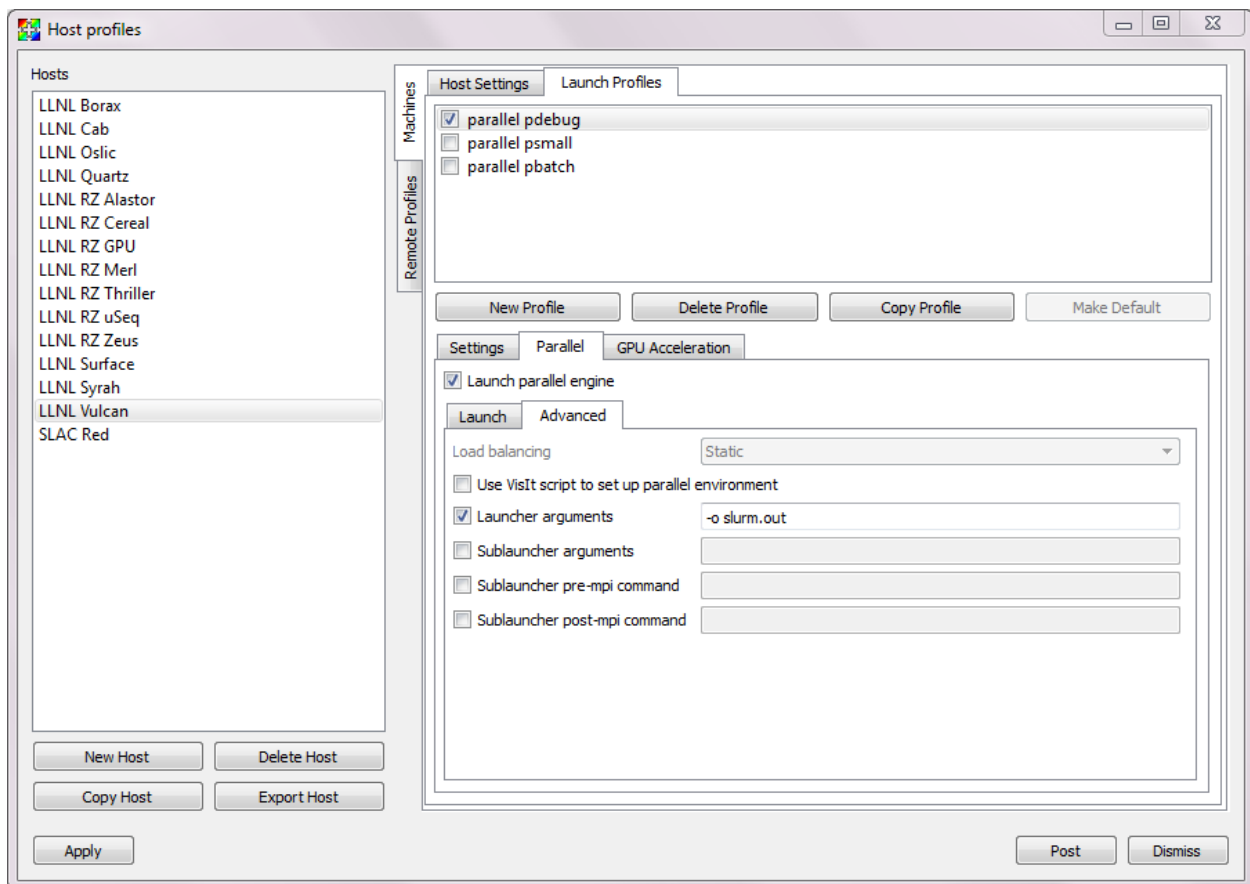 Host profiles
Hosts
LLNL Borax
LLNL Cab
LLNL Oslic
LLNL Quartz
LLNL RZ Alastor
LLNL RZ Cereal
LLNL RZ GPU
LLNL RZ Merl
LLNL RZ Thriller
LLNL RZ uSeq
LLNL RZ Zeus
LLNL Surface
LLNL Syrah
LLNL Vulcan
SLAC Red
New Host Delete Host
Copy Host Export Host
Machines
Remote Profiles
Host Settings Launch Profiles
parallel pdebug
parallel psmall
parallel pbatch
New Profile Delete Profile Copy Profile Make Default
Settings Parallel GPU Acceleration
Launch parallel engine
Launch Advanced
Load balancing Static
Use VisIt script to set up parallel environment
Launcher arguments -o slurm.out
Sublauncher arguments
Sublauncher pre-mpi command
Sublauncher post-mpi command
Apply Post Dismiss